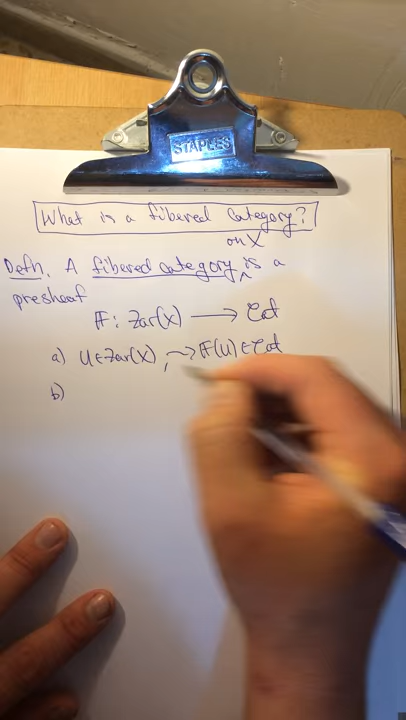 STAPLES
What is a fibered category?
on X
Defn. A fibered category ^ is a
presheaf
F : Zar(X) → Cat
a) U ∈ Zar(X), ⇝ F(U) ∈ Cat
b)